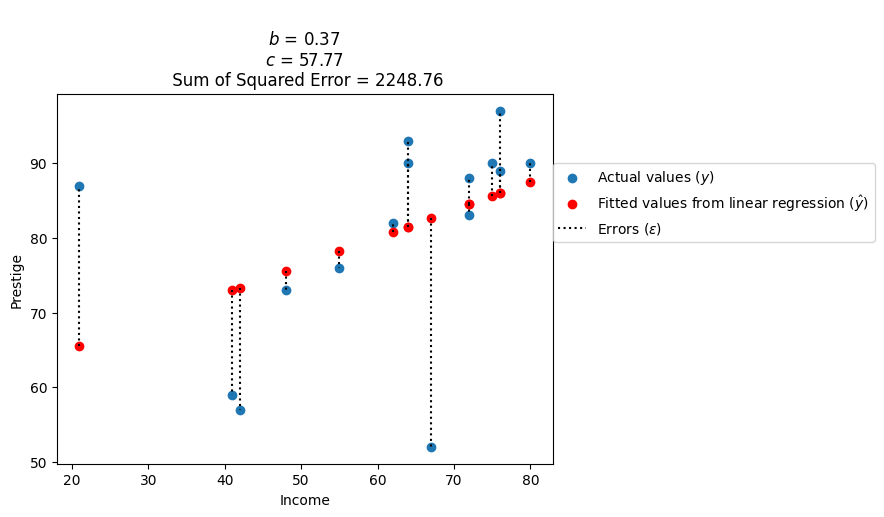 b = 0.37
c = 57.77
Sum of Squared Error = 2248.76
90
80
70
60
50
Prestige
20 30 40 50 60 70 80
Income
Actual values (y)
Fitted values from linear regression (ŷ)
Errors (ε)